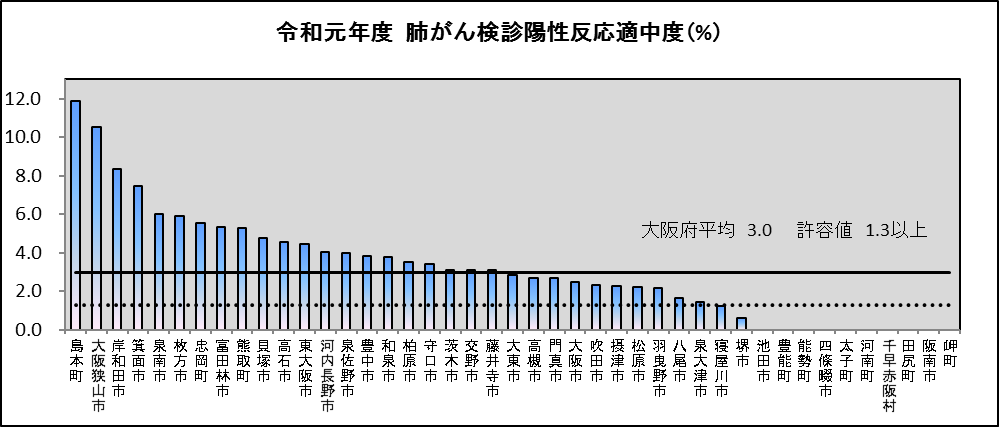 令和元年度 肺がん検診陽性反応適中度(%)
12.0
10.0
8.0
6.0
4.0
2.0
0.0
大阪府平均 3.0 許容値 1.3以上
島本町
大阪狭山市
岸和田市
箕面市
泉南市
枚方市
忠岡町
富田林市
熊取町
貝塚市
高石市
東大阪市
河内長野市
泉佐野市
豊中市
和泉市
柏原市
守口市
茨木市
交野市
藤井寺市
大東市
高槻市
門真市
大阪市
吹田市
摂津市
松原市
羽曳野市
八尾市
泉大津市
寝屋川市
堺市
池田市
豊能町
能勢町
四條畷市
太子町
河南町
千早赤阪村
田尻町
阪南市
岬町